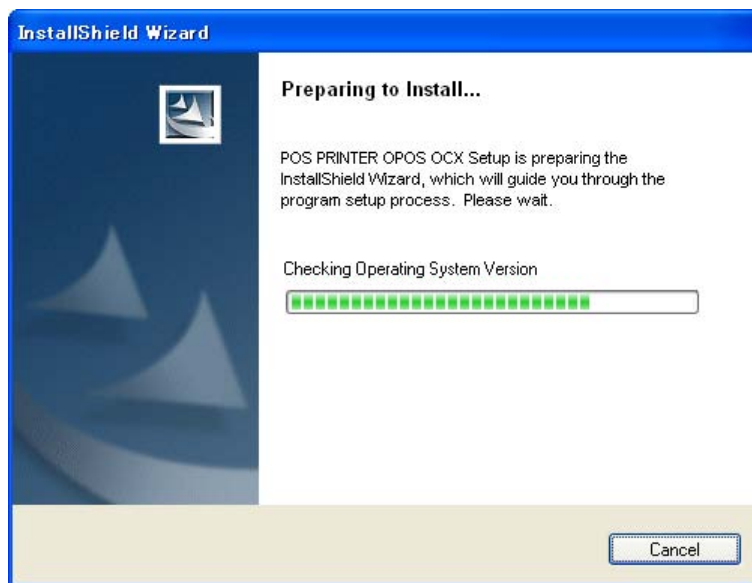 InstallShield Wizard
Preparing to Install...
POS PRINTER OPOS OCX Setup is preparing the
InstallShield Wizard, which will guide you through the
program setup process. Please wait.
Checking Operating System Version
Cancel